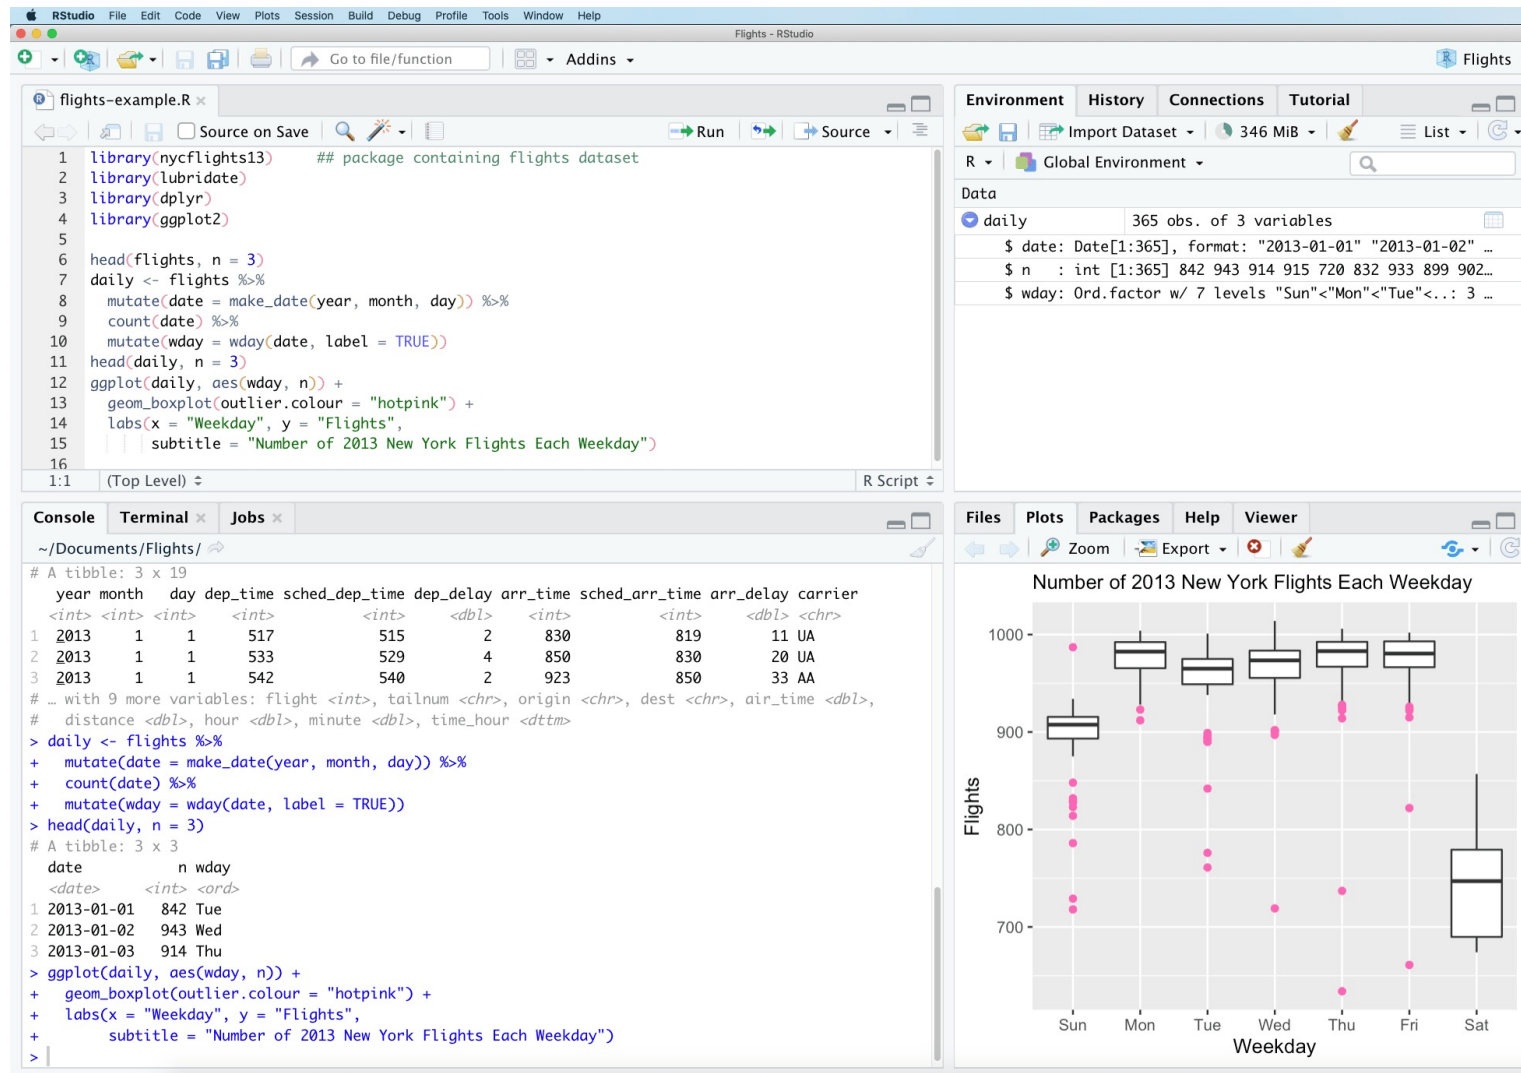 RStudio File Edit Code View Plots Session Build Debug Profile Tools Window Help
Flights - RStudio
Go to file/function Addins Flights
flights-example.R
Source on Save Run Source
1 library(nycflights13)     ## package containing flights dataset
2 library(lubridate)
3 library(dplyr)
4 library(ggplot2)
5
6 head(flights, n = 3)
7 daily <- flights %>%
8   mutate(date = make_date(year, month, day)) %>%
9   count(date) %>%
10   mutate(wday = wday(date, label = TRUE))
11 head(daily, n = 3)
12 ggplot(daily, aes(wday, n)) +
13   geom_boxplot(outlier.colour = "hotpink") +
14   labs(x = "Weekday", y = "Flights",
15        subtitle = "Number of 2013 New York Flights Each Weekday")
16
1:1 (Top Level) R Script
Console Terminal Jobs
~/Documents/Flights/
# A tibble: 3 x 19
year month day dep_time sched_dep_time dep_delay arr_time sched_arr_time arr_delay carrier
<int> <int> <int> <int> <int> <dbl> <int> <int> <dbl> <chr>
1 2013 1 1 517 515 2 830 819 11 UA
2 2013 1 1 533 529 4 850 830 20 UA
3 2013 1 1 542 540 2 923 850 33 AA
# … with 9 more variables: flight <int>, tailnum <chr>, origin <chr>, dest <chr>, air_time <dbl>,
#   distance <dbl>, hour <dbl>, minute <dbl>, time_hour <dttm>
> daily <- flights %>%
+   mutate(date = make_date(year, month, day)) %>%
+   count(date) %>%
+   mutate(wday = wday(date, label = TRUE))
> head(daily, n = 3)
# A tibble: 3 x 3
date n wday
<date> <int> <ord>
1 2013-01-01 842 Tue
2 2013-01-02 943 Wed
3 2013-01-03 914 Thu
> ggplot(daily, aes(wday, n)) +
+   geom_boxplot(outlier.colour = "hotpink") +
+   labs(x = "Weekday", y = "Flights",
+        subtitle = "Number of 2013 New York Flights Each Weekday")
>
Environment History Connections Tutorial
Import Dataset 346 MiB List
R Global Environment
Data
daily 365 obs. of 3 variables
$ date: Date[1:365], format: "2013-01-01" "2013-01-02" …
$ n   : int [1:365] 842 943 914 915 720 832 933 899 902…
$ wday: Ord.factor w/ 7 levels "Sun"<"Mon"<"Tue"<..: 3 …
Files Plots Packages Help Viewer
Zoom Export
Number of 2013 New York Flights Each Weekday
1000
900
800
700
Flights
Sun Mon Tue Wed Thu Fri Sat
Weekday